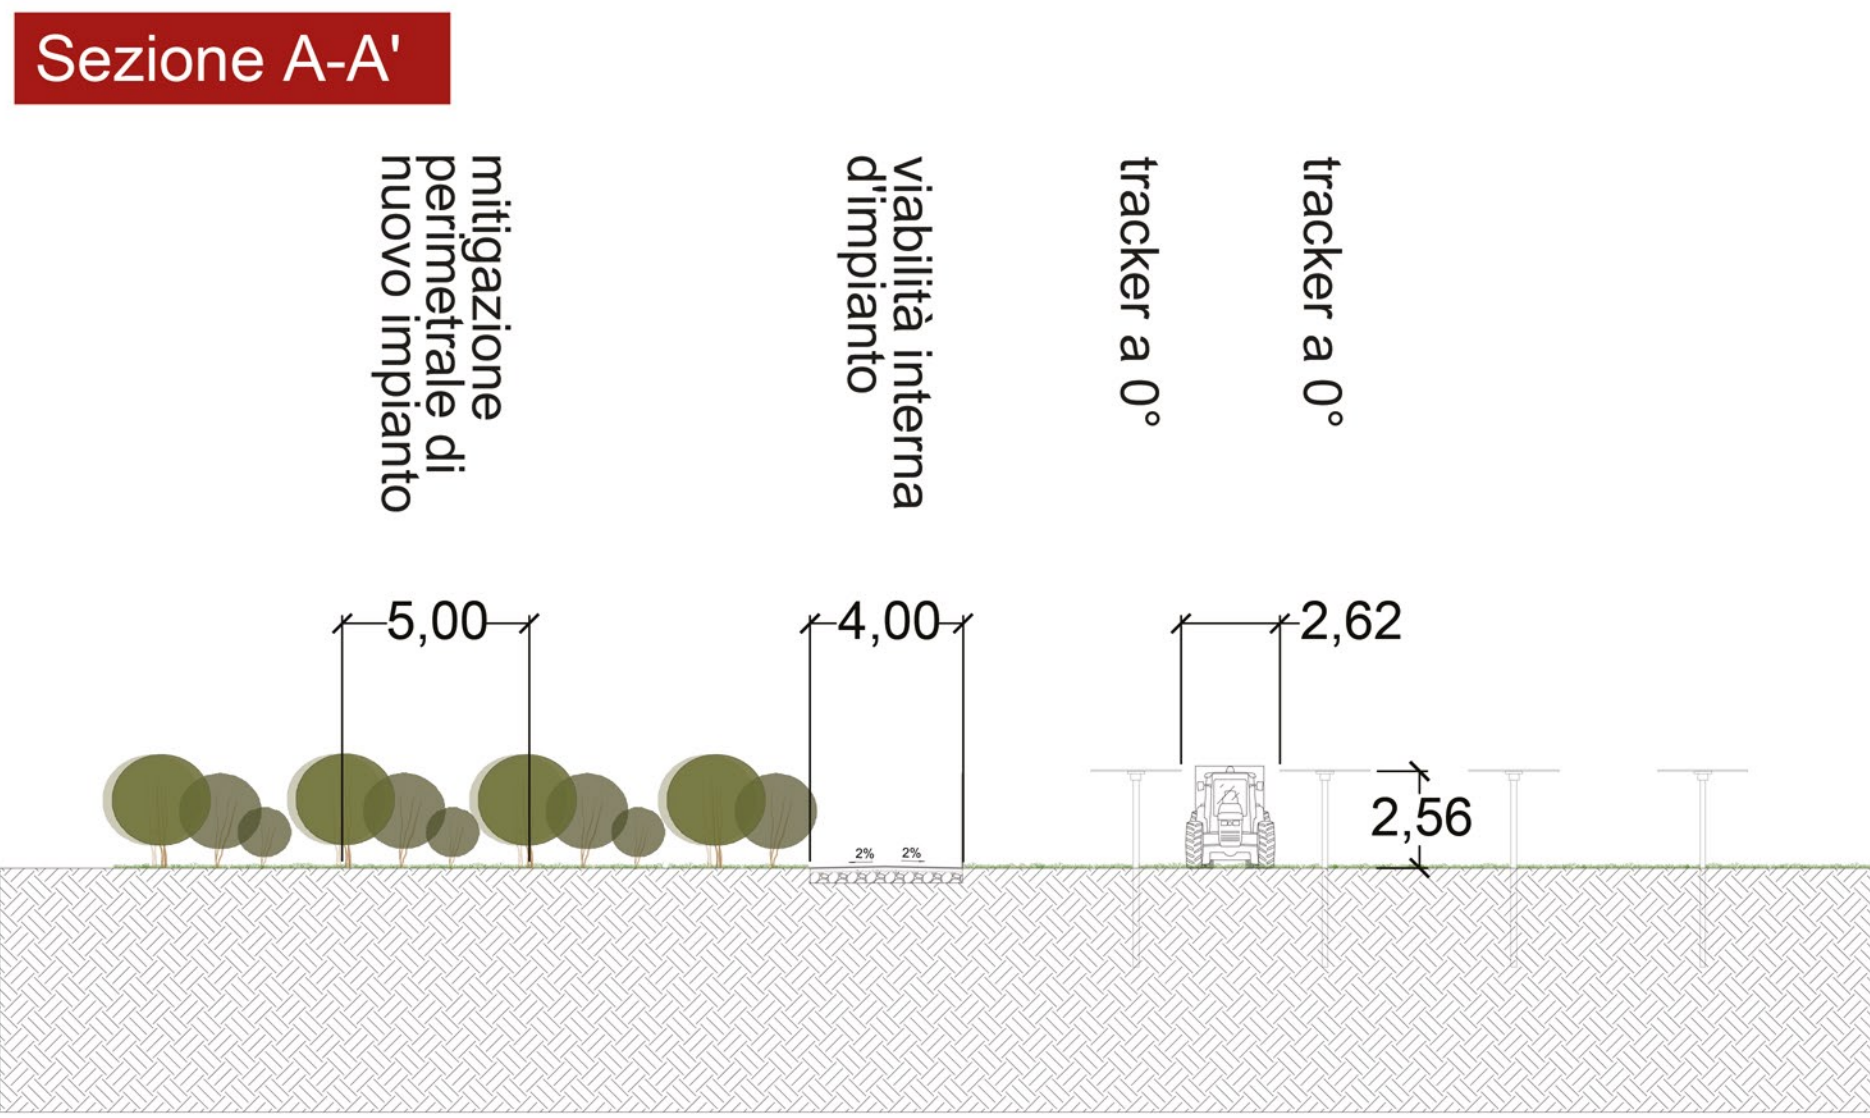 Sezione A-A'
mitigazione
perimetrale di
nuovo impianto
viabilità interna
d'impianto
tracker a 0°
tracker a 0°
5,00
4,00
2,62
2,56
2%
2%